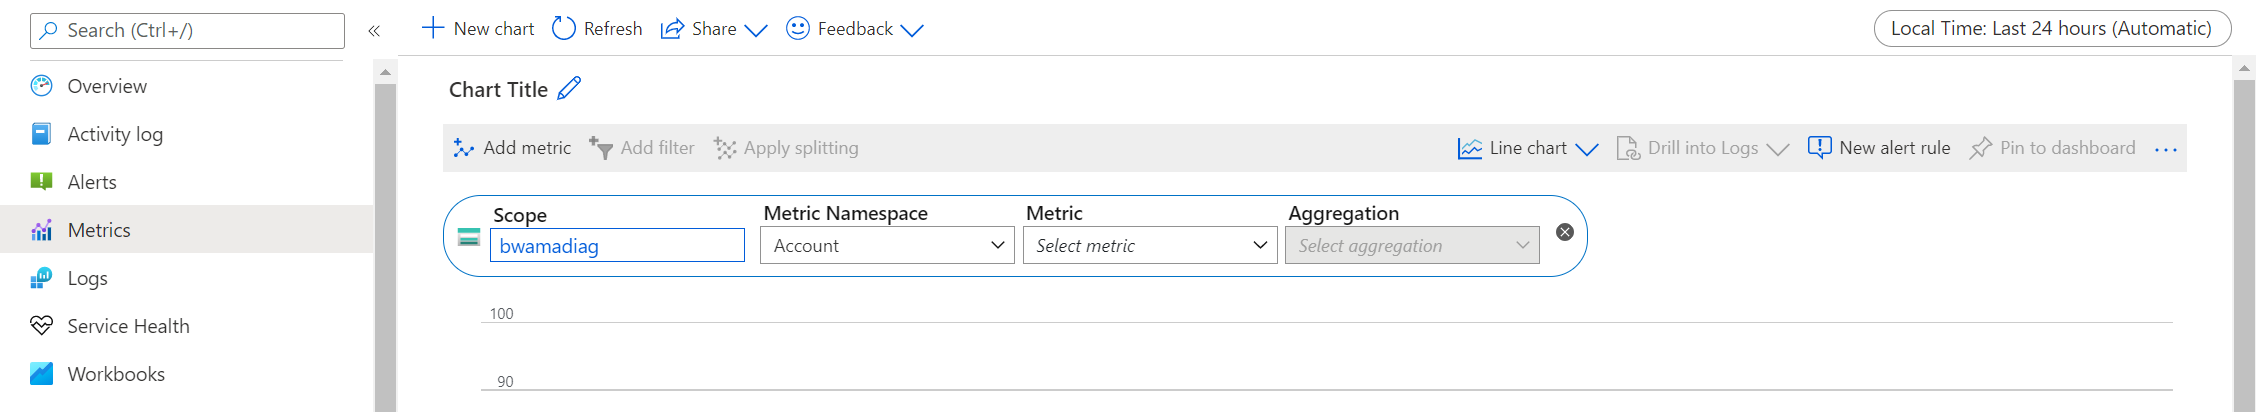 Search (Ctrl+/)
«
Overview
Activity log
Alerts
Metrics
Logs
Service Health
Workbooks
New chart Refresh Share Feedback
Local Time: Last 24 hours (Automatic)
Chart Title
Add metric Add filter Apply splitting Line chart Drill into Logs New alert rule Pin to dashboard ...
Scope Metric Namespace Metric Aggregation
bwamadiag Account Select metric Select aggregation
100
90